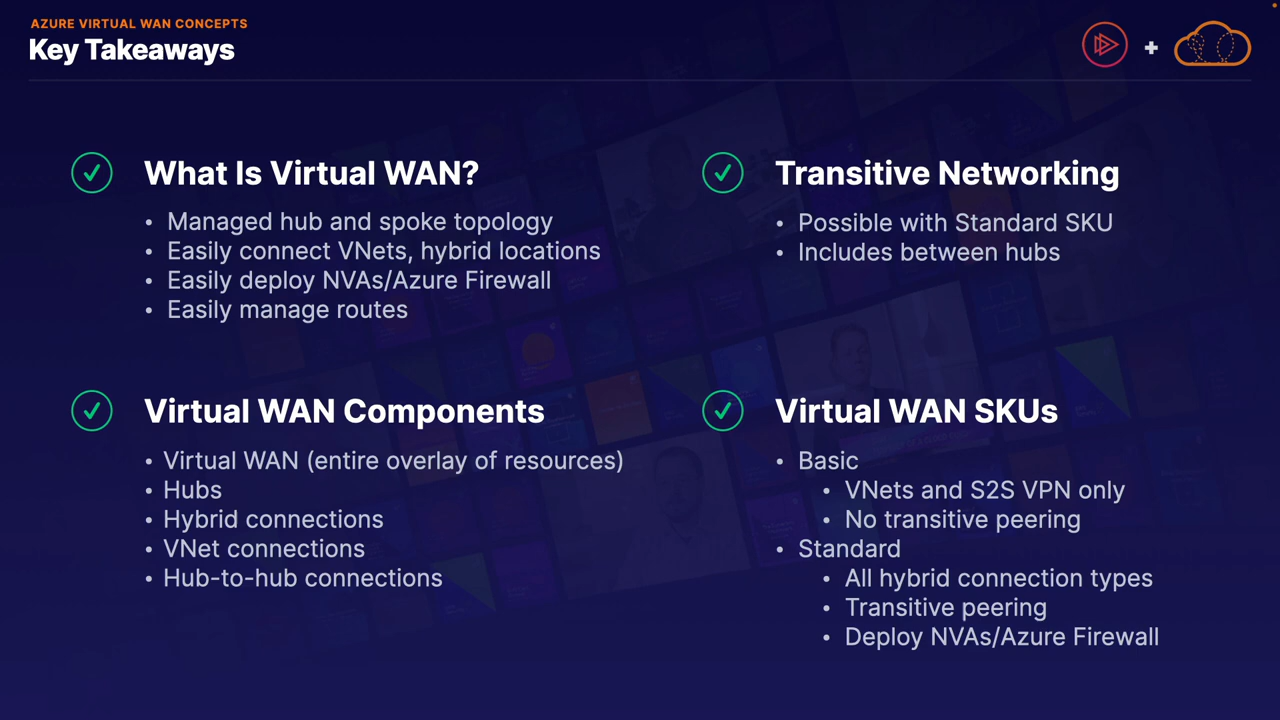 AZURE VIRTUAL WAN CONCEPTS
Key Takeaways
+
What Is Virtual WAN?
• Managed hub and spoke topology
• Easily connect VNets, hybrid locations
• Easily deploy NVAs/Azure Firewall
• Easily manage routes
Transitive Networking
• Possible with Standard SKU
• Includes between hubs
Virtual WAN Components
• Virtual WAN (entire overlay of resources)
• Hubs
• Hybrid connections
• VNet connections
• Hub-to-hub connections
Virtual WAN SKUs
• Basic
• VNets and S2S VPN only
• No transitive peering
• Standard
• All hybrid connection types
• Transitive peering
• Deploy NVAs/Azure Firewall